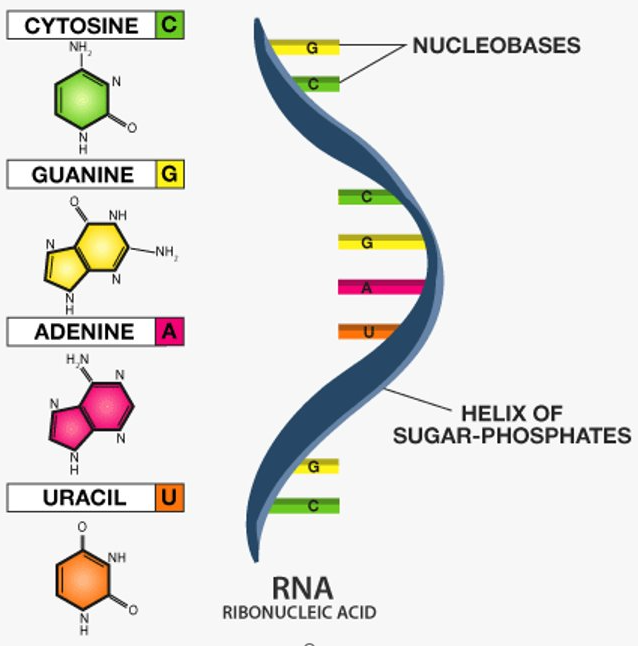 CYTOSINE C
NH2
N
O
N
H
GUANINE G
O
NH
N
NH2
N
N
H
ADENINE A
H2N
N
N
N
N
H
URACIL U
O
NH
O
N
H
G
C
NUCLEOBASES
C
G
A
U
HELIX OF
SUGAR-PHOSPHATES
G
C
RNA
RIBONUCLEIC ACID